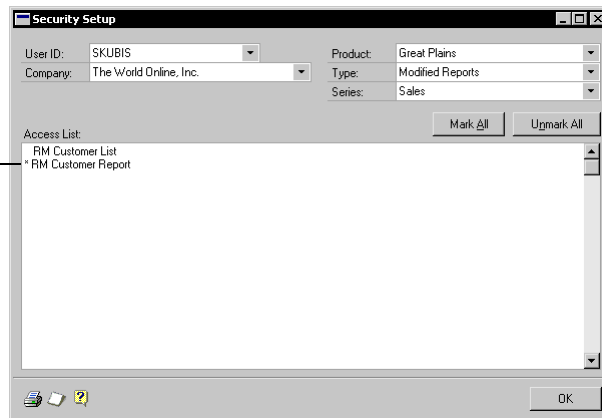 Security Setup
User ID: SKUBIS Product: Great Plains
Company: The World Online, Inc. Type: Modified Reports
Series: Sales
Mark All Unmark All
Access List:
RM Customer List
* RM Customer Report
OK